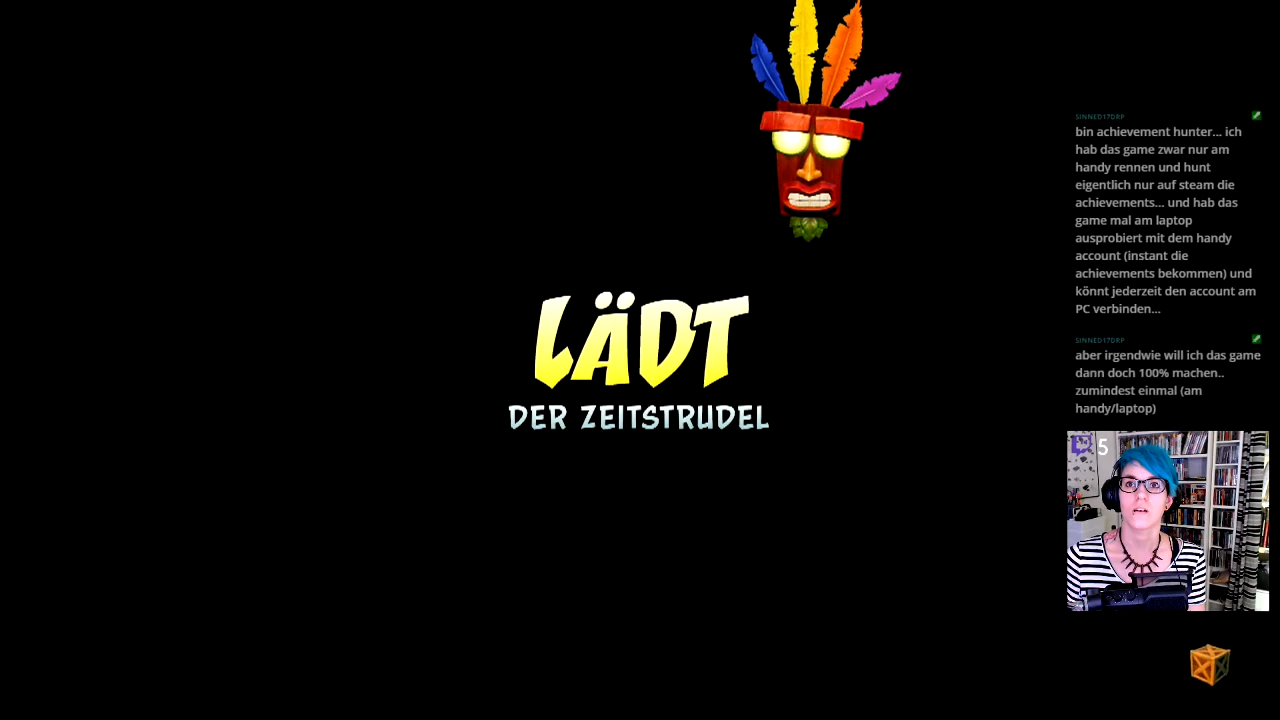 LÄDT
DER ZEITSTRUDEL
SINNED17DRP
bin achievement hunter... ich
hab das game zwar nur am
handy rennen und hunt
eigentlich nur auf steam die
achievements... und hab das
game mal am laptop
ausprobiert mit dem handy
account (instant die
achievements bekommen) und
könnt jederzeit den account am
PC verbinden...
SINNED17DRP
aber irgendwie will ich das game
dann doch 100% machen..
zumindest einmal (am
handy/laptop)
5